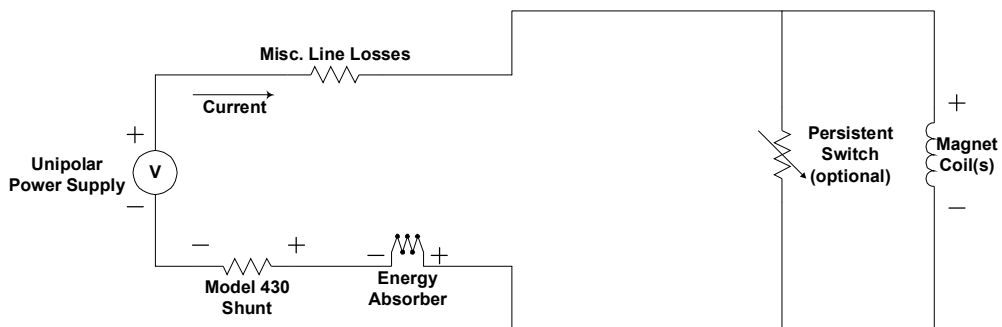 Misc. Line Losses
Current
+
Unipolar
Power Supply
V
−
Persistent
Switch
(optional)
+
Magnet
Coil(s)
−
−
+
Model 430
Shunt
−
+
Energy
Absorber